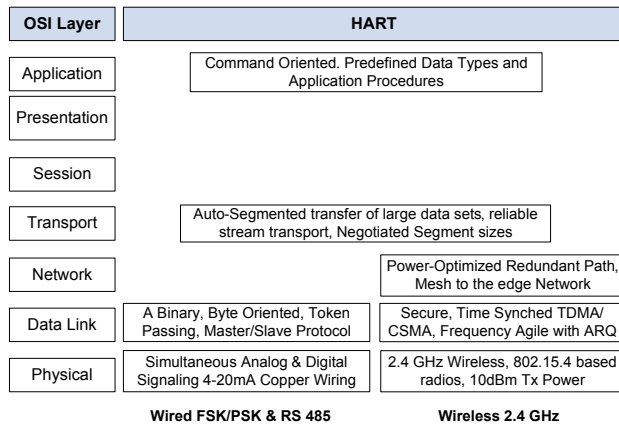 OSI Layer
HART
Application
Command Oriented. Predefined Data Types and
Application Procedures
Presentation
Session
Transport
Auto-Segmented transfer of large data sets, reliable
stream transport, Negotiated Segment sizes
Network
Power-Optimized Redundant Path,
Mesh to the edge Network
Data Link
A Binary, Byte Oriented, Token
Passing, Master/Slave Protocol
Secure, Time Synched TDMA/
CSMA, Frequency Agile with ARQ
Physical
Simultaneous Analog & Digital
Signaling 4-20mA Copper Wiring
2.4 GHz Wireless, 802.15.4 based
radios, 10dBm Tx Power
Wired FSK/PSK & RS 485
Wireless 2.4 GHz